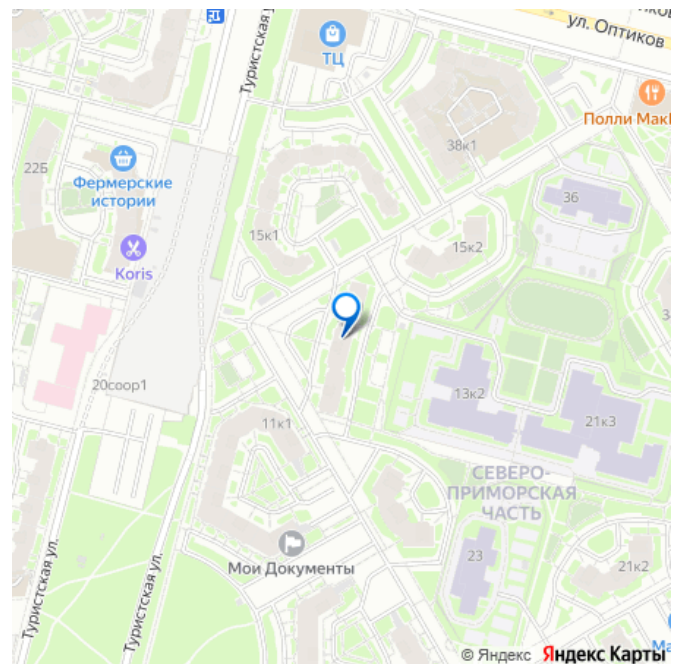 ул. Оптиков
Туристская
ТЦ
Полли Мак
38к1
22Б
Фермерские
истории
36
15к1
15к2
Koris
20соор1
13к2
21к3
11к1
СЕВЕРО-
ПРИМОРСКАЯ
ЧАСТЬ
23
Мои Документы
21к2
Туристская ул.
Туристская ул.
Ма
© Яндекс Яндекс Карты